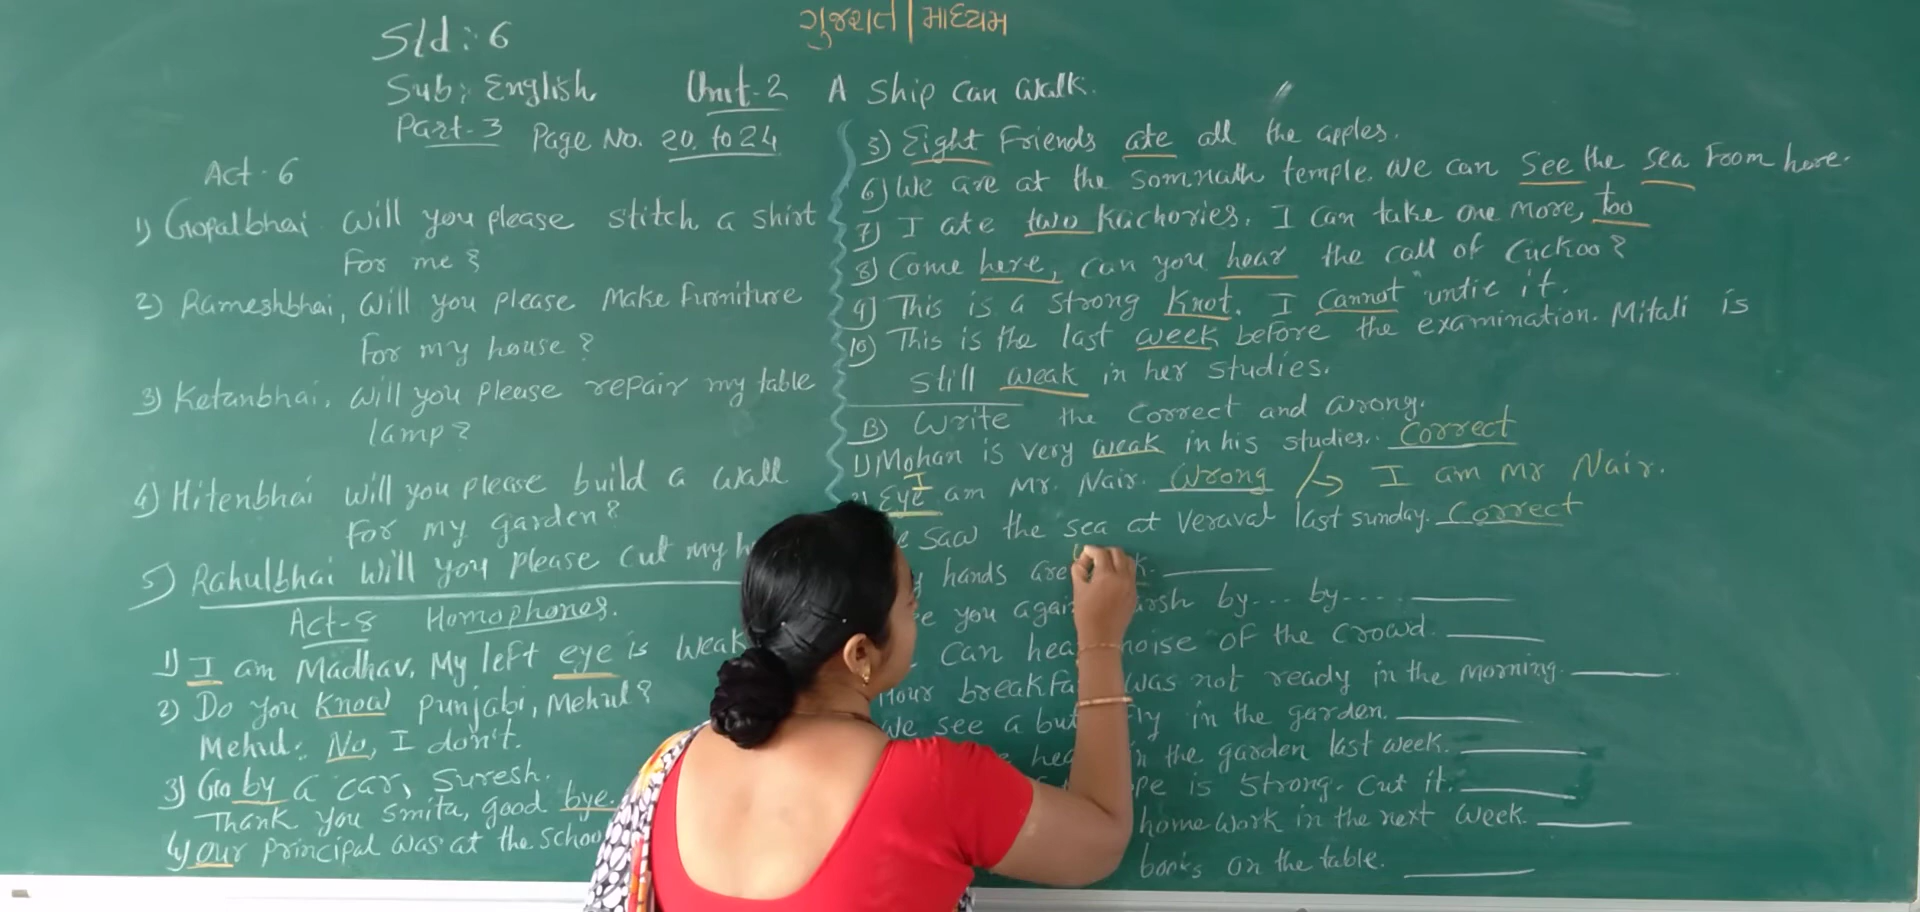 ગુજરાતી માધ્યમ
Std : 6
Sub : English Unit-2 A Ship can walk.
Part-3 Page No. 20 to 24
Act-6
1) Gopalbhai will you please stitch a shirt
For me ?
2) Rameshbhai, will you please make furniture
For my house ?
3) Ketanbhai, will you please repair my table
lamp ?
4) Hitenbhai will you please build a wall
For my garden ?
5) Rahulbhai will you please cut my
Act-8 Homophones.
1) I am Madhav. My left eye is weak
2) Do you know punjabi, Mehul ?
Mehul : No, I don't.
3) Go by a car, Suresh.
Thank you Smita, good bye.
4) Our principal was at the
5) Eight Friends ate all the apples.
6) We are at the somnath temple. We can see the sea From here.
7) I ate two kachories. I can take one more, too
8) Come here, can you hear the call of Cuckoo ?
9) This is a strong knot. I cannot untie it.
10) This is the last week before the examination. Mitali is
still weak in her studies.
B) Write the correct and wrong.
1) Mohan is very weak in his studies. Correct
2) Eye I am Mr. Nair. Wrong → I am Mr Nair.
saw the sea at Veraval last sunday. Correct
hands are
you by... by....
can noise of the crowd.
Hour was not ready in the morning.
We see a in the garden.
the garden last week.
is strong. Cut it.
homework in the next week.
books on the table.